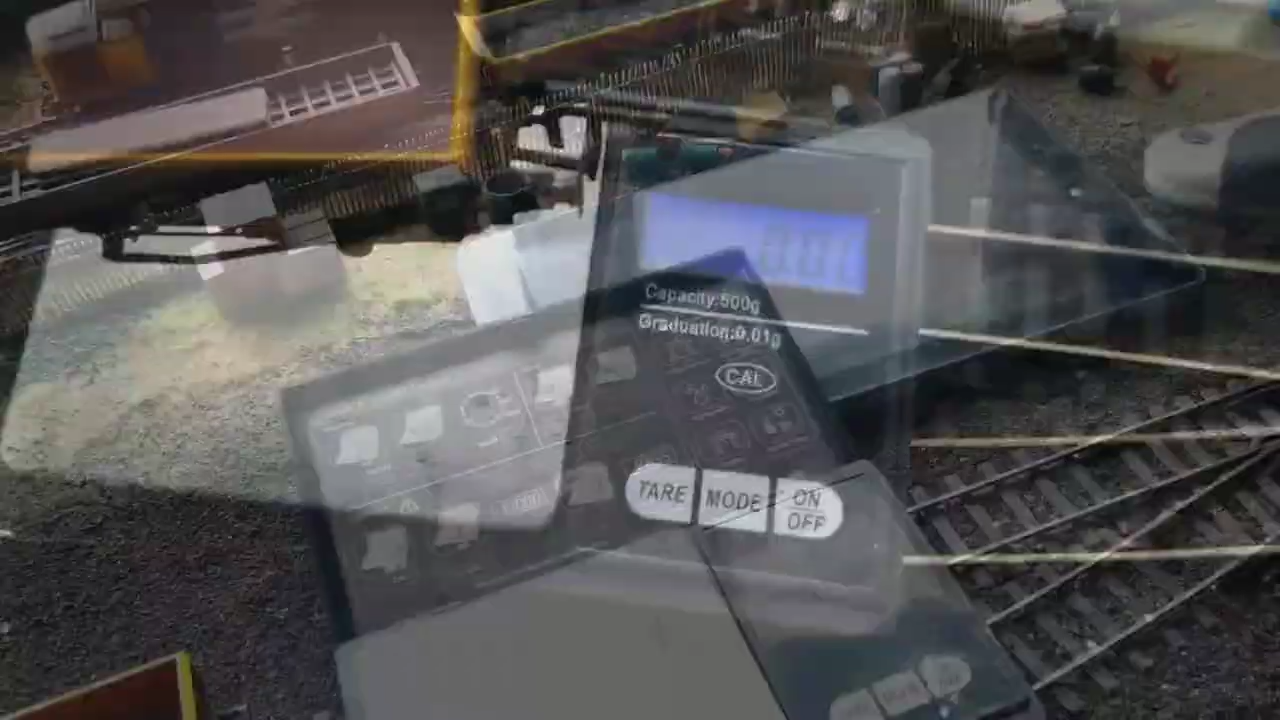 Capacity:500g
Graduation:0.01g
CAL
TARE MODE ON
OFF